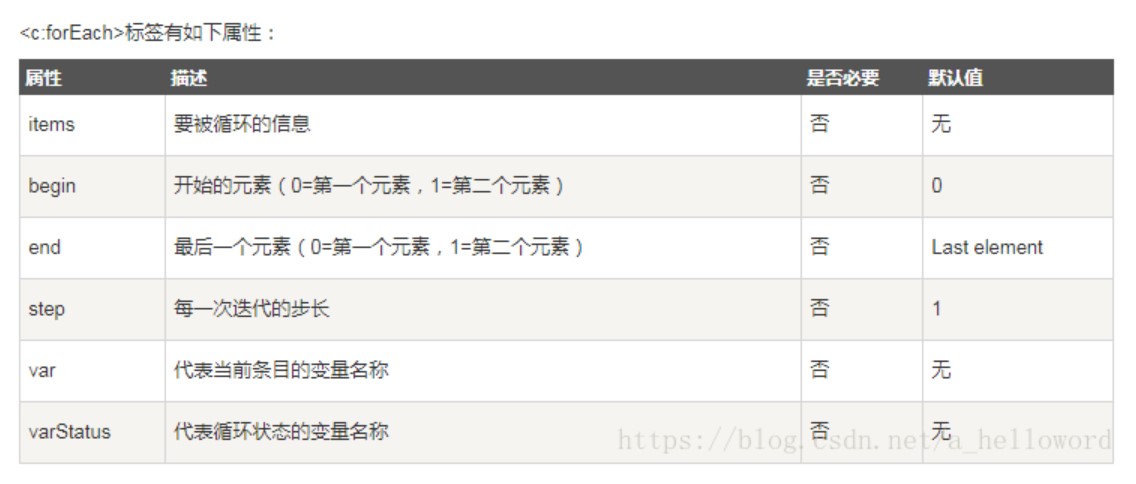 <c:forEach>标签有如下属性：
属性 描述 是否必要 默认值
items 要被循环的信息 否 无
begin 开始的元素（0=第一个元素，1=第二个元素） 否 0
end 最后一个元素（0=第一个元素，1=第二个元素） 否 Last element
step 每一次迭代的步长 否 1
var 代表当前条目的变量名称 否 无
varStatus 代表循环状态的变量名称 否 无
https://blog.csdn.net/a_helloword